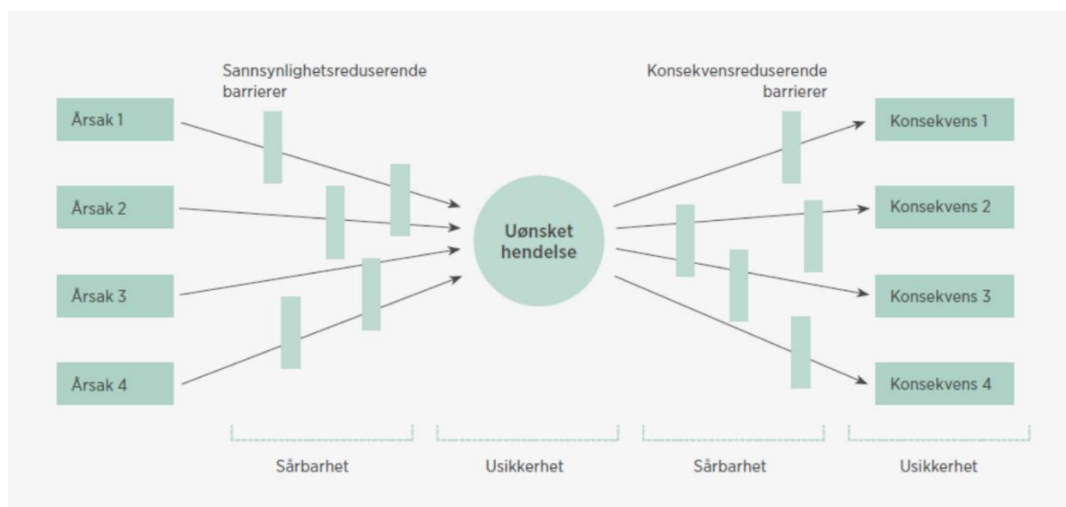 Sannsynlighetsreduserende
barrierer
Konsekvensreduserende
barrierer
Årsak 1
Årsak 2
Årsak 3
Årsak 4
Uønsket
hendelse
Konsekvens 1
Konsekvens 2
Konsekvens 3
Konsekvens 4
Sårbarhet
Usikkerhet
Sårbarhet
Usikkerhet